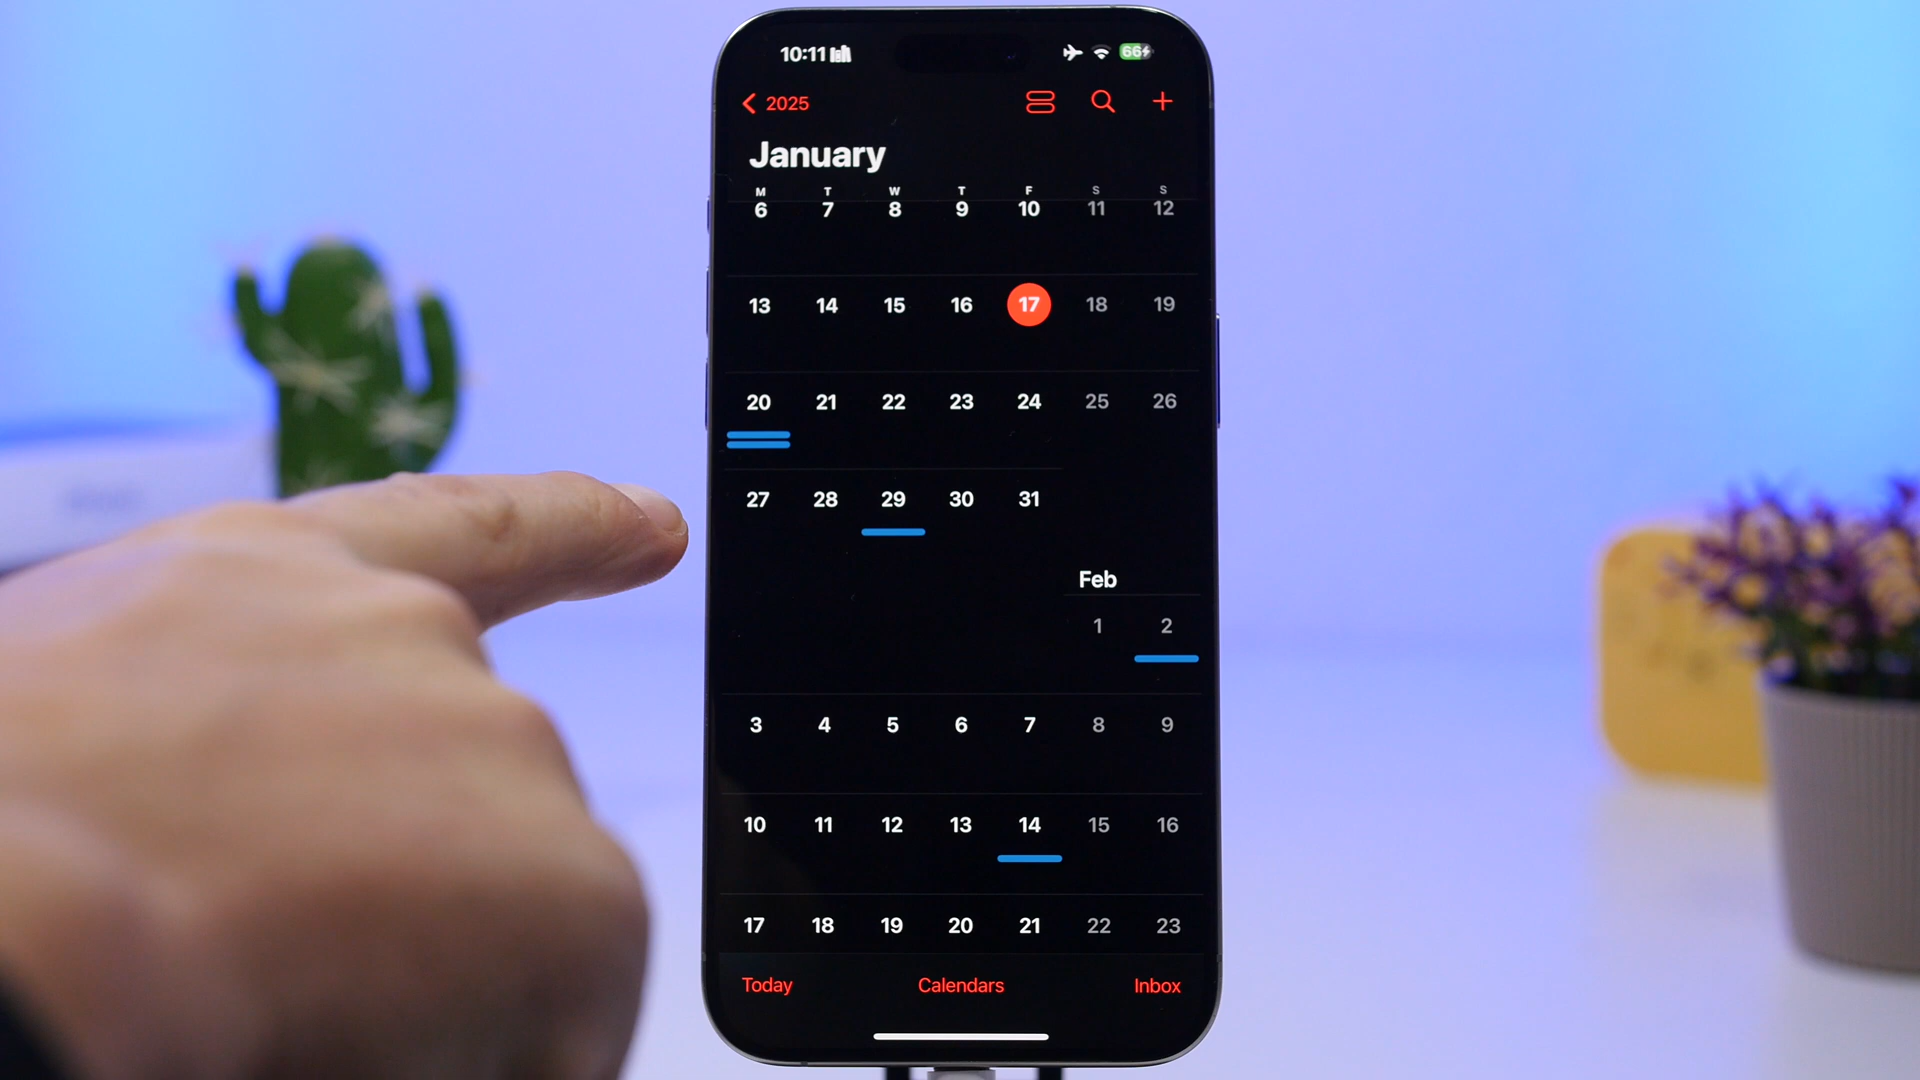 10:11 66
2025
January
M T W T F S S
6 7 8 9 10 11 12
13 14 15 16 17 18 19
20 21 22 23 24 25 26
27 28 29 30 31
Feb
1 2
3 4 5 6 7 8 9
10 11 12 13 14 15 16
17 18 19 20 21 22 23
Today Calendars Inbox